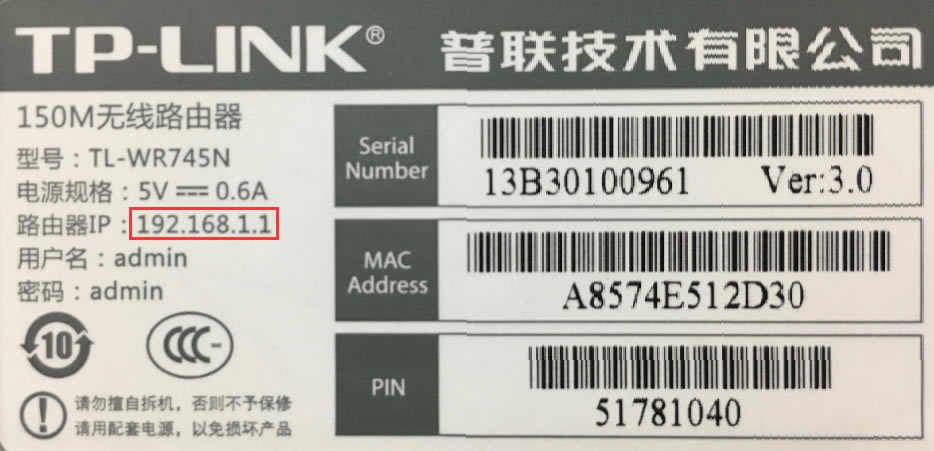 TP-LINK® 普联技术有限公司
150M无线路由器
型号：TL-WR745N
电源规格：5V ⎓ 0.6A
路由器IP：192.168.1.1
用户名：admin
密码：admin
10
CCC
请勿擅自拆机，否则不予保修
请用配套电源，以免损坏产品
Serial
Number
13B30100961 Ver:3.0
MAC
Address
A8574E512D30
PIN
51781040